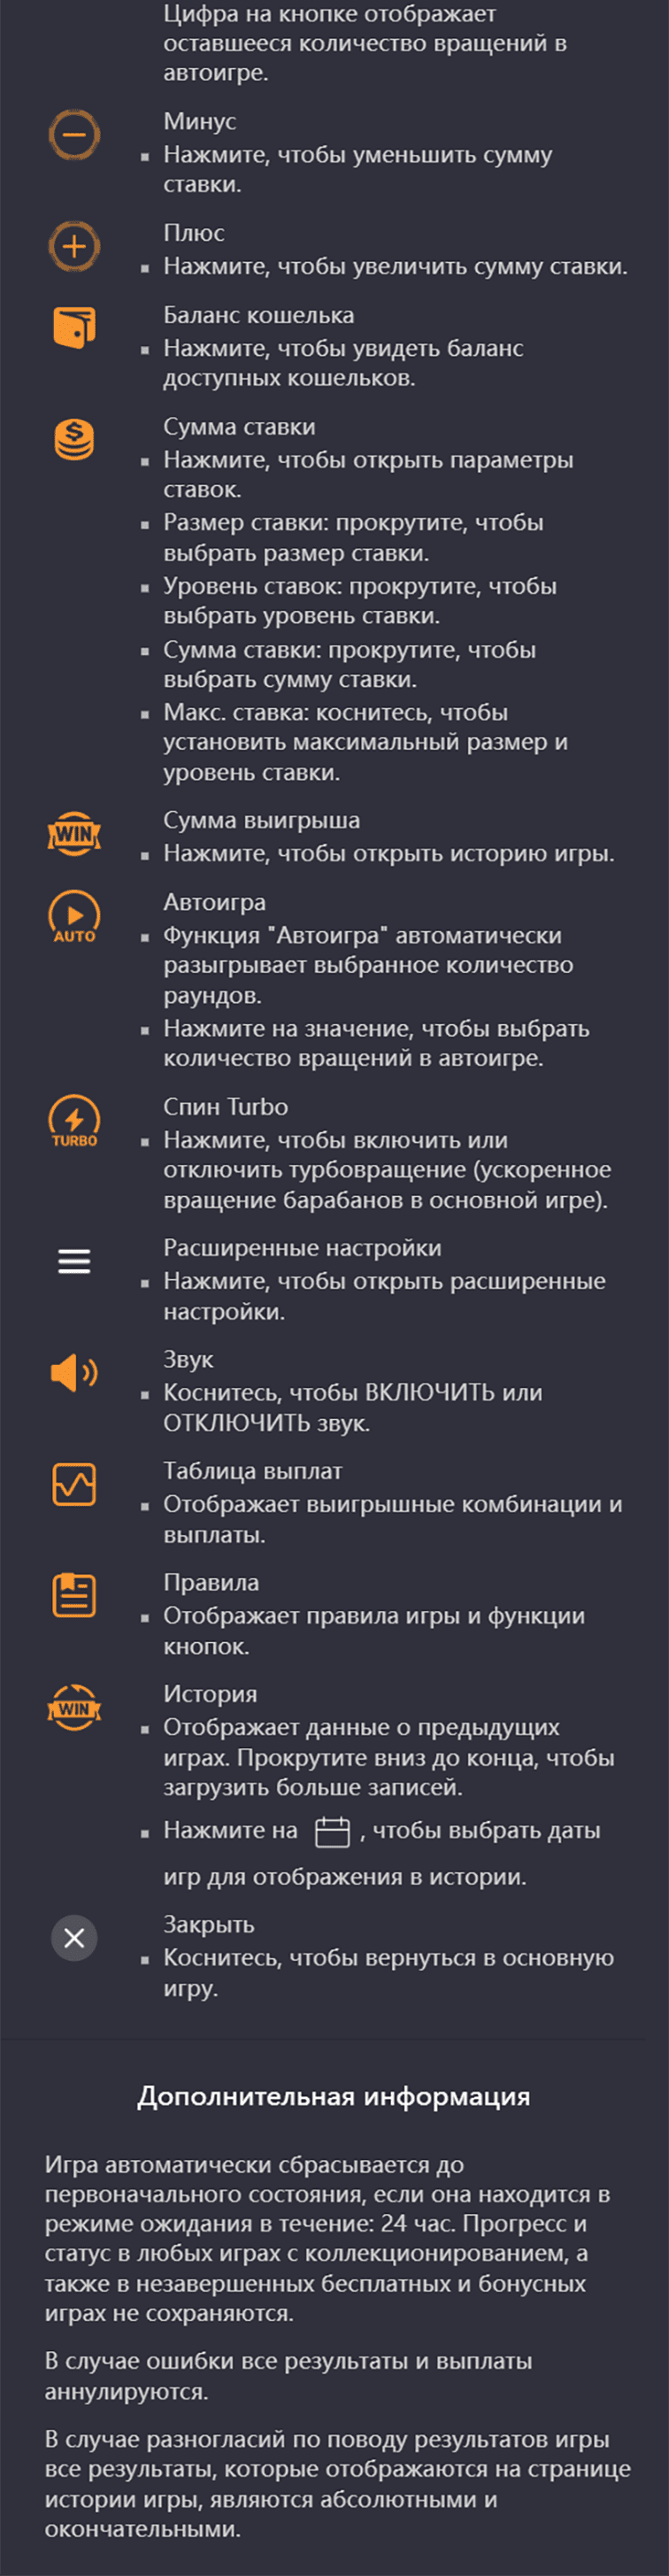 Цифра на кнопке отображает
оставшееся количество вращений в
автоигре.
Минус
▪ Нажмите, чтобы уменьшить сумму
ставки.
Плюс
▪ Нажмите, чтобы увеличить сумму ставки.
Баланс кошелька
▪ Нажмите, чтобы увидеть баланс
доступных кошельков.
Сумма ставки
▪ Нажмите, чтобы открыть параметры
ставок.
▪ Размер ставки: прокрутите, чтобы
выбрать размер ставки.
▪ Уровень ставок: прокрутите, чтобы
выбрать уровень ставки.
▪ Сумма ставки: прокрутите, чтобы
выбрать сумму ставки.
▪ Макс. ставка: коснитесь, чтобы
установить максимальный размер и
уровень ставки.
WIN
Сумма выигрыша
▪ Нажмите, чтобы открыть историю игры.
AUTO
Автоигра
▪ Функция "Автоигра" автоматически
разыгрывает выбранное количество
раундов.
▪ Нажмите на значение, чтобы выбрать
количество вращений в автоигре.
TURBO
Спин Turbo
▪ Нажмите, чтобы включить или
отключить турбовращение (ускоренное
вращение барабанов в основной игре).
Расширенные настройки
▪ Нажмите, чтобы открыть расширенные
настройки.
Звук
▪ Коснитесь, чтобы ВКЛЮЧИТЬ или
ОТКЛЮЧИТЬ звук.
Таблица выплат
▪ Отображает выигрышные комбинации и
выплаты.
Правила
▪ Отображает правила игры и функции
кнопок.
WIN
История
▪ Отображает данные о предыдущих
играх. Прокрутите вниз до конца, чтобы
загрузить больше записей.
▪ Нажмите на , чтобы выбрать даты
игр для отображения в истории.
Закрыть
▪ Коснитесь, чтобы вернуться в основную
игру.
Дополнительная информация
Игра автоматически сбрасывается до
первоначального состояния, если она находится в
режиме ожидания в течение: 24 час. Прогресс и
статус в любых играх с коллекционированием, а
также в незавершенных бесплатных и бонусных
играх не сохраняются.
В случае ошибки все результаты и выплаты
аннулируются.
В случае разногласий по поводу результатов игры
все результаты, которые отображаются на странице
истории игры, являются абсолютными и
окончательными.